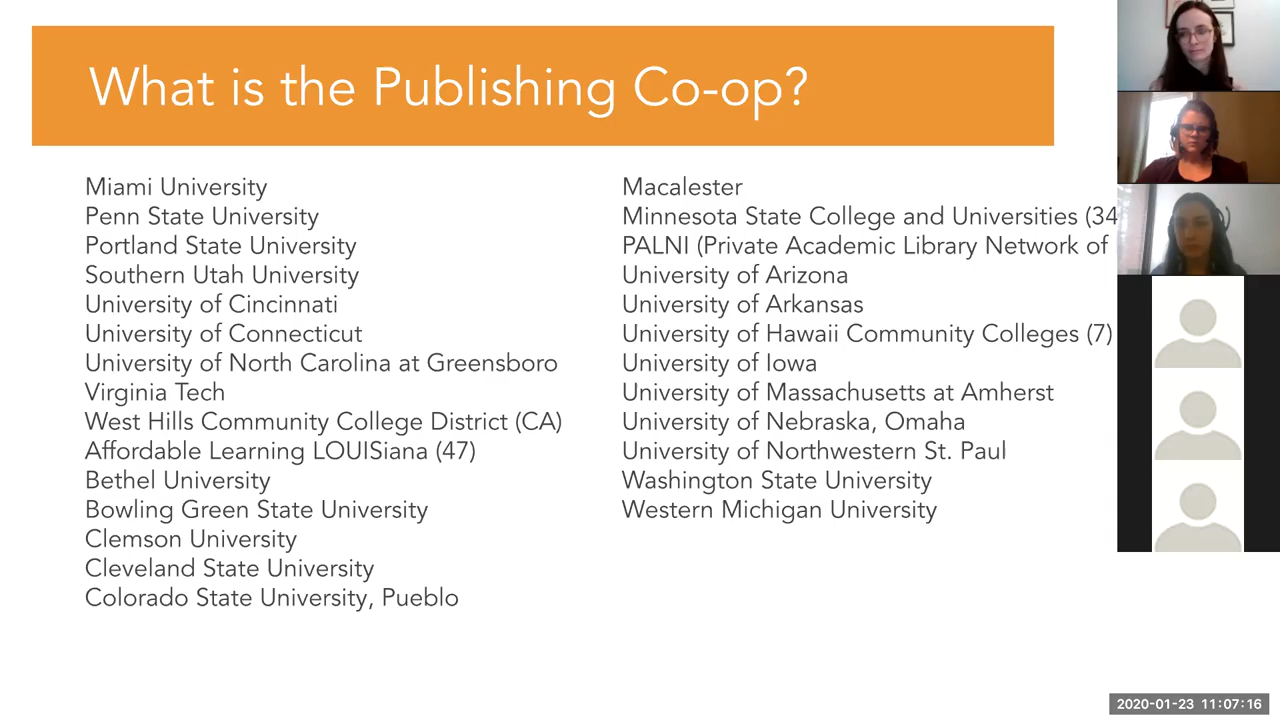 What is the Publishing Co-op?
Miami University
Penn State University
Portland State University
Southern Utah University
University of Cincinnati
University of Connecticut
University of North Carolina at Greensboro
Virginia Tech
West Hills Community College District (CA)
Affordable Learning LOUISiana (47)
Bethel University
Bowling Green State University
Clemson University
Cleveland State University
Colorado State University, Pueblo
Macalester
Minnesota State College and Universities (34
PALNI (Private Academic Library Network of
University of Arizona
University of Arkansas
University of Hawaii Community Colleges (7)
University of Iowa
University of Massachusetts at Amherst
University of Nebraska, Omaha
University of Northwestern St. Paul
Washington State University
Western Michigan University
2020-01-23 11:07:16